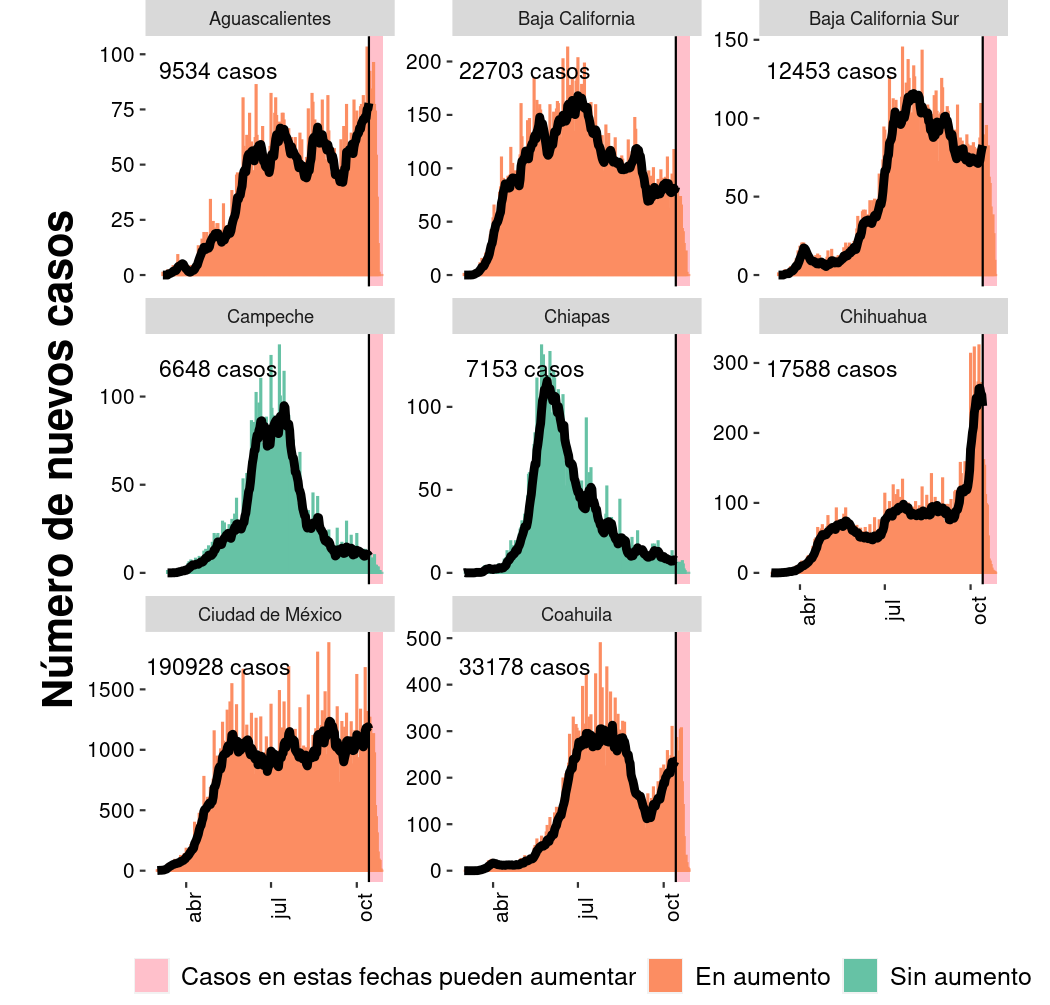 Número de nuevos casos
Aguascalientes
9534 casos
100
75
50
25
0
Baja California
22703 casos
200
150
100
50
0
Baja California Sur
12453 casos
150
100
50
0
Campeche
6648 casos
100
50
0
Chiapas
7153 casos
100
50
0
Chihuahua
17588 casos
300
200
100
0
abr
jul
oct
Ciudad de México
190928 casos
1500
1000
500
0
abr
jul
oct
Coahuila
33178 casos
500
400
300
200
100
0
abr
jul
oct
Casos en estas fechas pueden aumentar
En aumento
Sin aumento